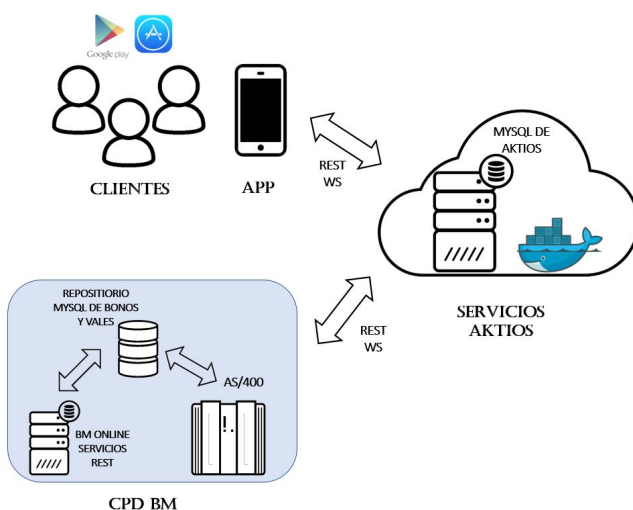 Google play
CLIENTES
APP
REST
WS
MYSQL DE
AKTIOS
SERVICIOS
AKTIOS
REST
WS
REPOSITIORIO
MYSQL DE BONOS
Y VALES
AS/400
BM ONLINE
SERVICIOS
REST
CPD BM